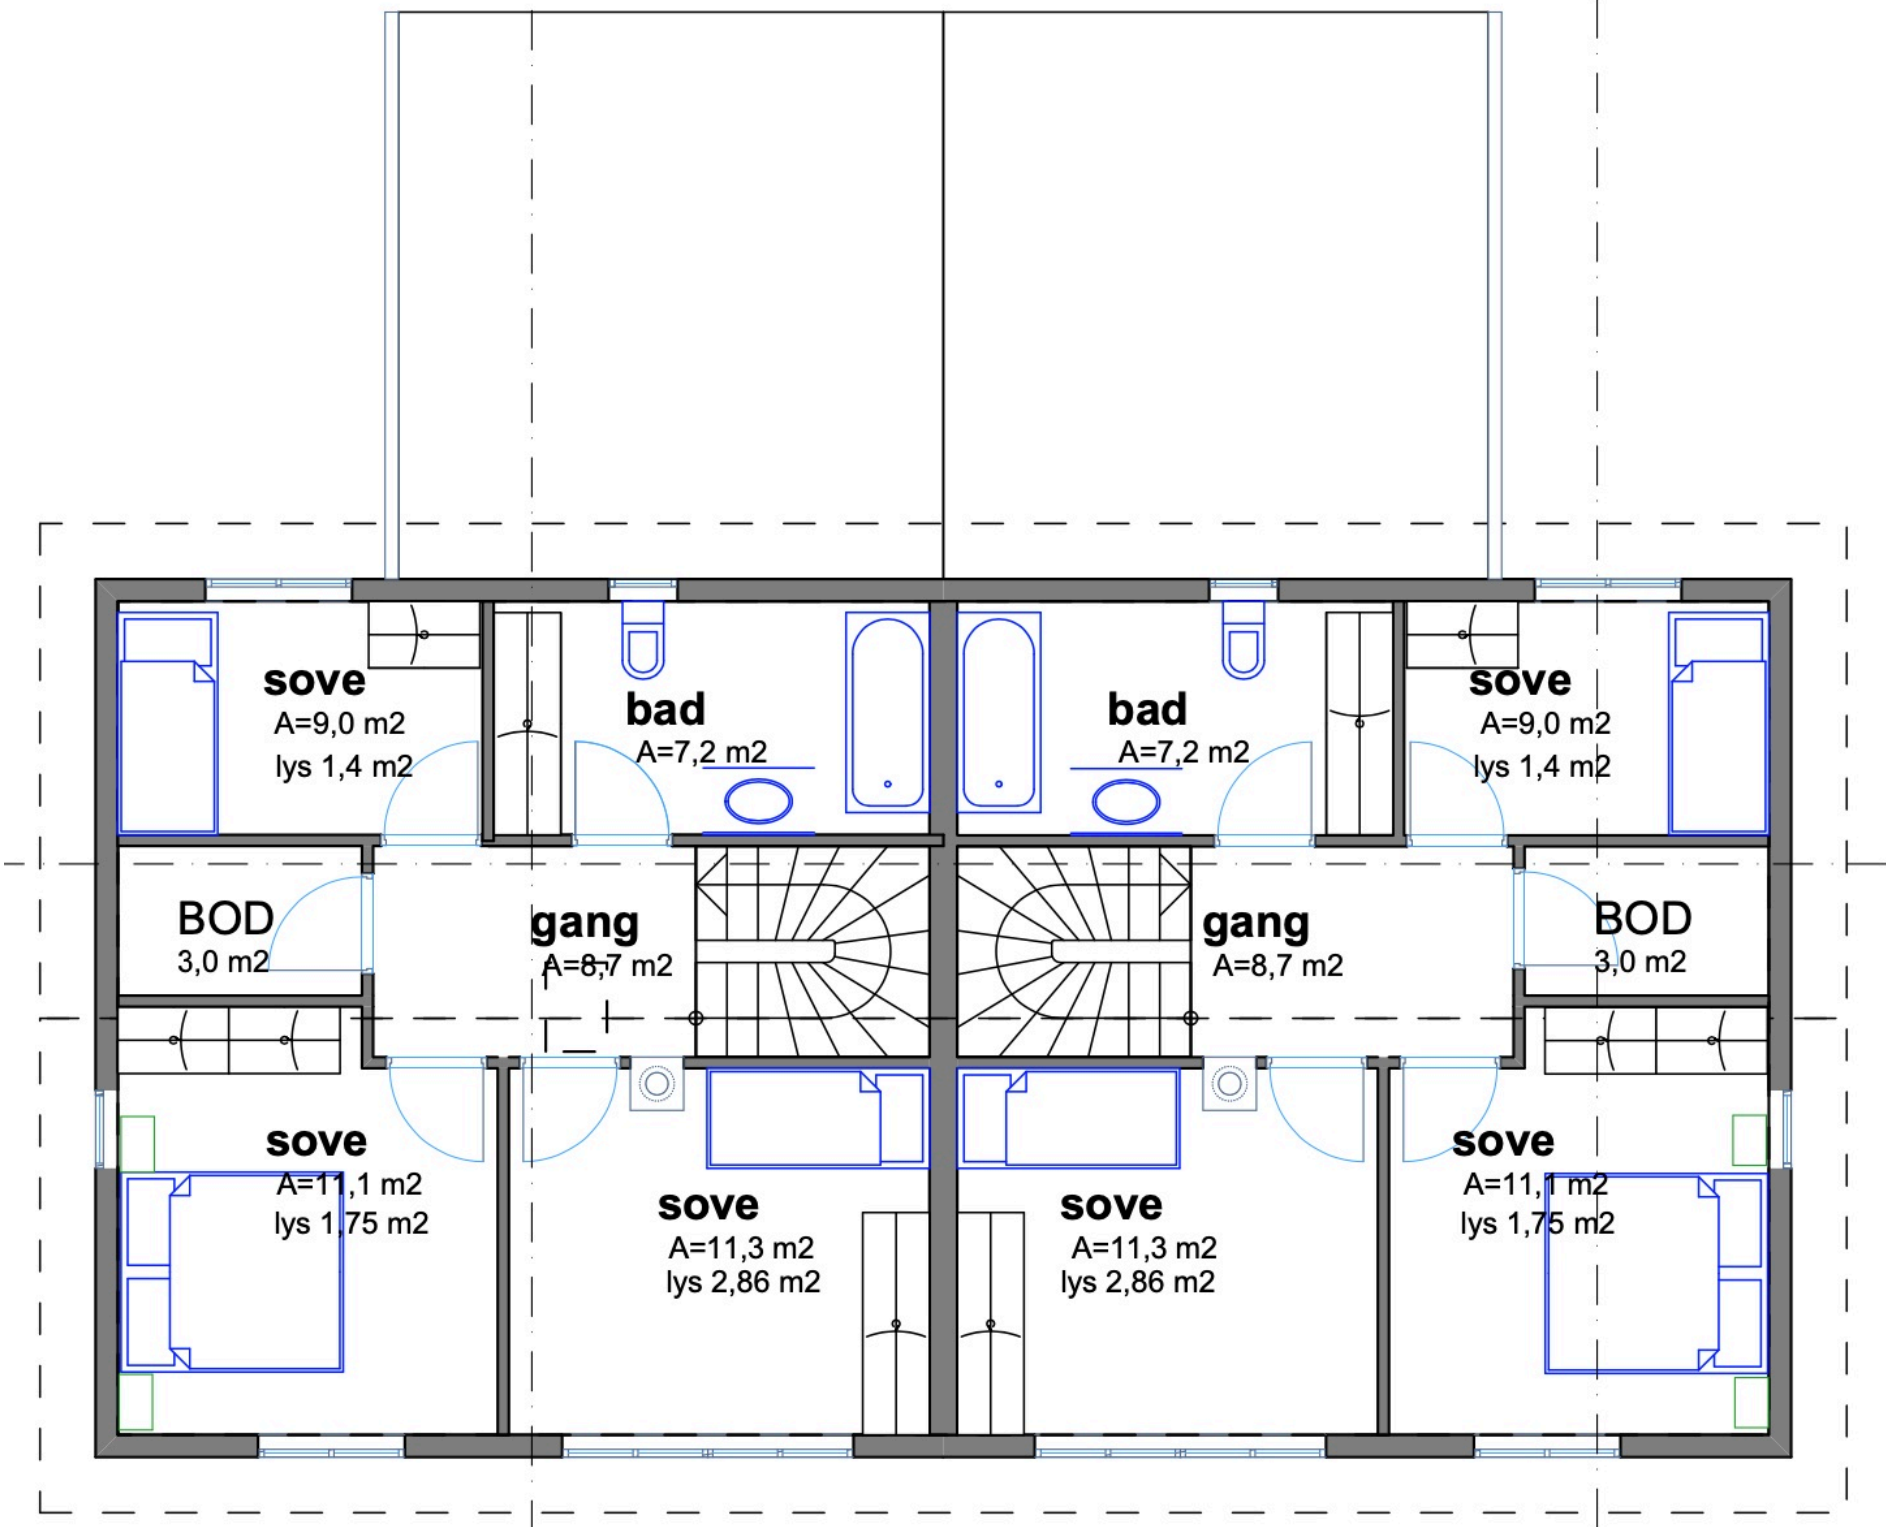 sove
A=9,0 m2
lys 1,4 m2
bad
A=7,2 m2
bad
A=7,2 m2
sove
A=9,0 m2
lys 1,4 m2
BOD
3,0 m2
gang
A=8,7 m2
gang
A=8,7 m2
BOD
3,0 m2
sove
A=11,1 m2
lys 1,75 m2
sove
A=11,3 m2
lys 2,86 m2
sove
A=11,3 m2
lys 2,86 m2
sove
A=11,1 m2
lys 1,75 m2